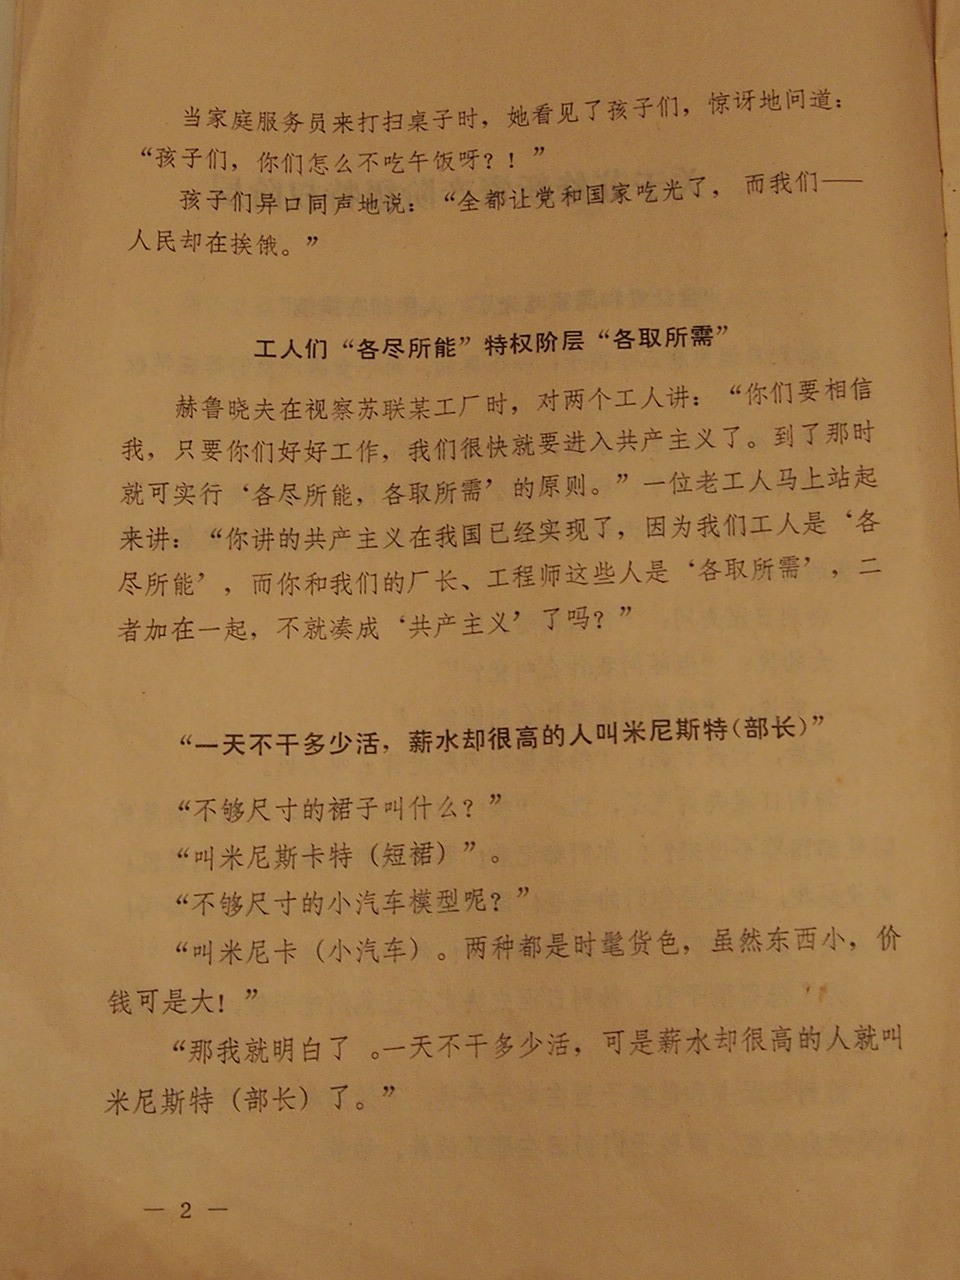 当家庭服务员来打扫桌子时，她看见了孩子们，惊讶地问道：
“孩子们，你们怎么不吃午饭呀？！”
孩子们异口同声地说：“全都让党和国家吃光了，而我们——
人民却在挨饿。”
工人们“各尽所能”特权阶层“各取所需”
赫鲁晓夫在视察苏联某工厂时，对两个工人讲：“你们要相信
我，只要你们好好工作，我们很快就要进入共产主义了。到了那时
就可实行‘各尽所能，各取所需’的原则。”一位老工人马上站起
来讲：“你讲的共产主义在我国已经实现了，因为我们工人是‘各
尽所能’，而你和我们的厂长、工程师这些人是‘各取所需’，二
者加在一起，不就凑成‘共产主义’了吗？”
“一天不干多少活，薪水却很高的人叫米尼斯特（部长）”
“不够尺寸的裙子叫什么？”
“叫米尼斯卡特（短裙）”。
“不够尺寸的小汽车模型呢？”
“叫米尼卡（小汽车）。两种都是时髦货色，虽然东西小，价
钱可是大！”
“那我就明白了。一天不干多少活，可是薪水却很高的人就叫
米尼斯特（部长）了。”
— 2 —